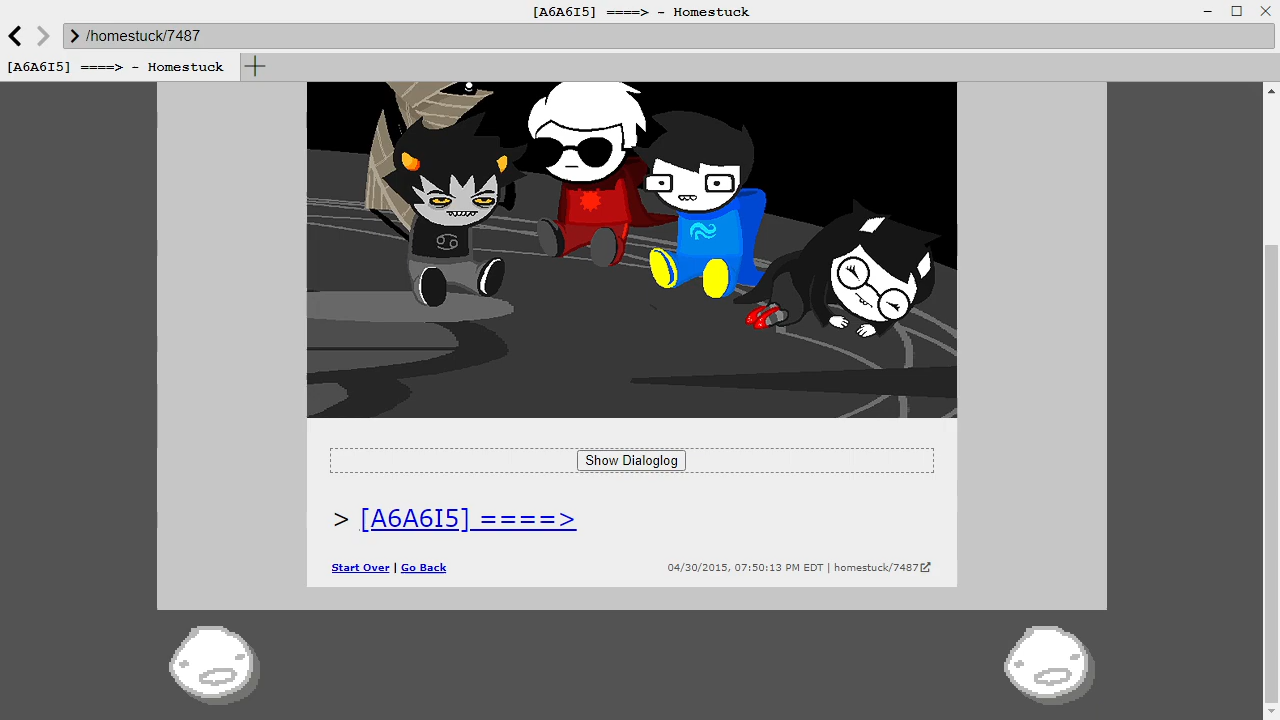 [A6A6I5] ====> - Homestuck
/homestuck/7487
[A6A6I5] ====> - Homestuck
Show Dialoglog
> [A6A6I5] ====>
Start Over | Go Back
04/30/2015, 07:50:13 PM EDT | homestuck/7487